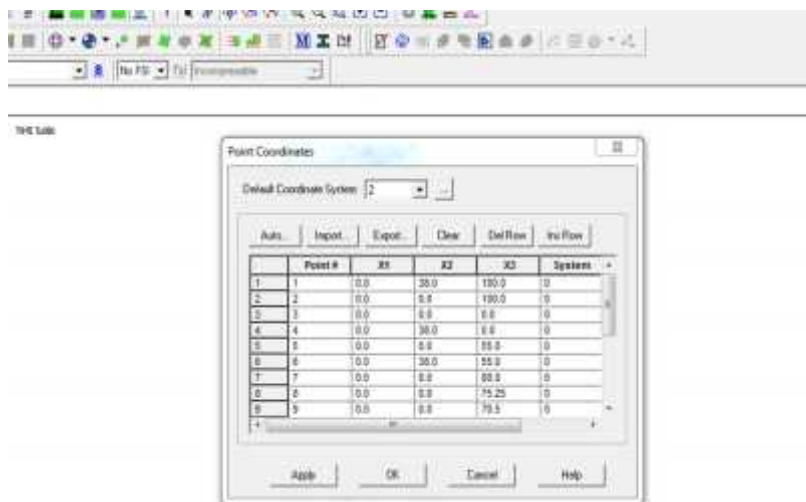 No FSI
Incompressible
Point Coordinates
Default Coordinate System 2 ...
Auto... Import... Export... Clear Del Row Ins Row
Point # X1 X2 X3 System
1 1 0.0 38.0 100.0 0
2 2 0.0 0.0 100.0 0
3 3 0.0 0.0 0.0 0
4 4 0.0 38.0 0.0 0
5 5 0.0 0.0 55.0 0
6 6 0.0 38.0 55.0 0
7 7 0.0 0.0 0
8 8 0.0 0.0 75.25 0
9 9 0.0 0.0 70.5 0
Apply OK Cancel Help